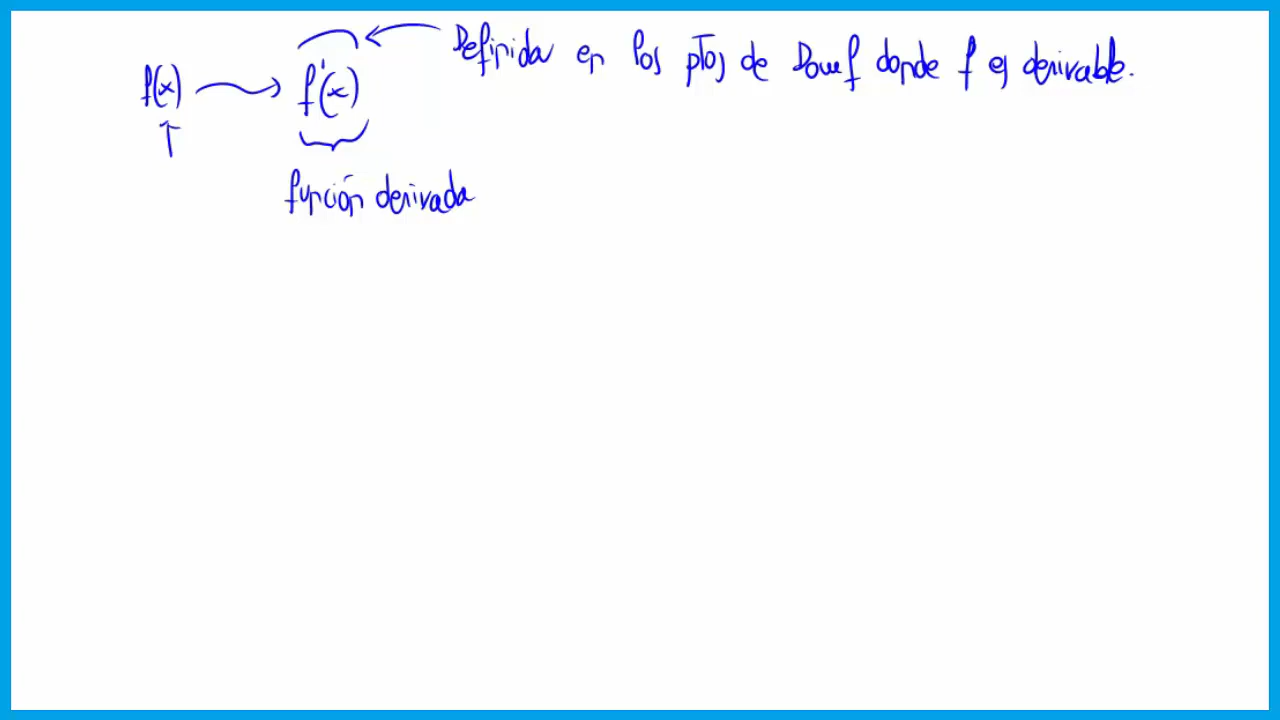 f(x) → f'(x) ← Definida en los ptos de Dom f donde f es derivable.
↑
función derivada